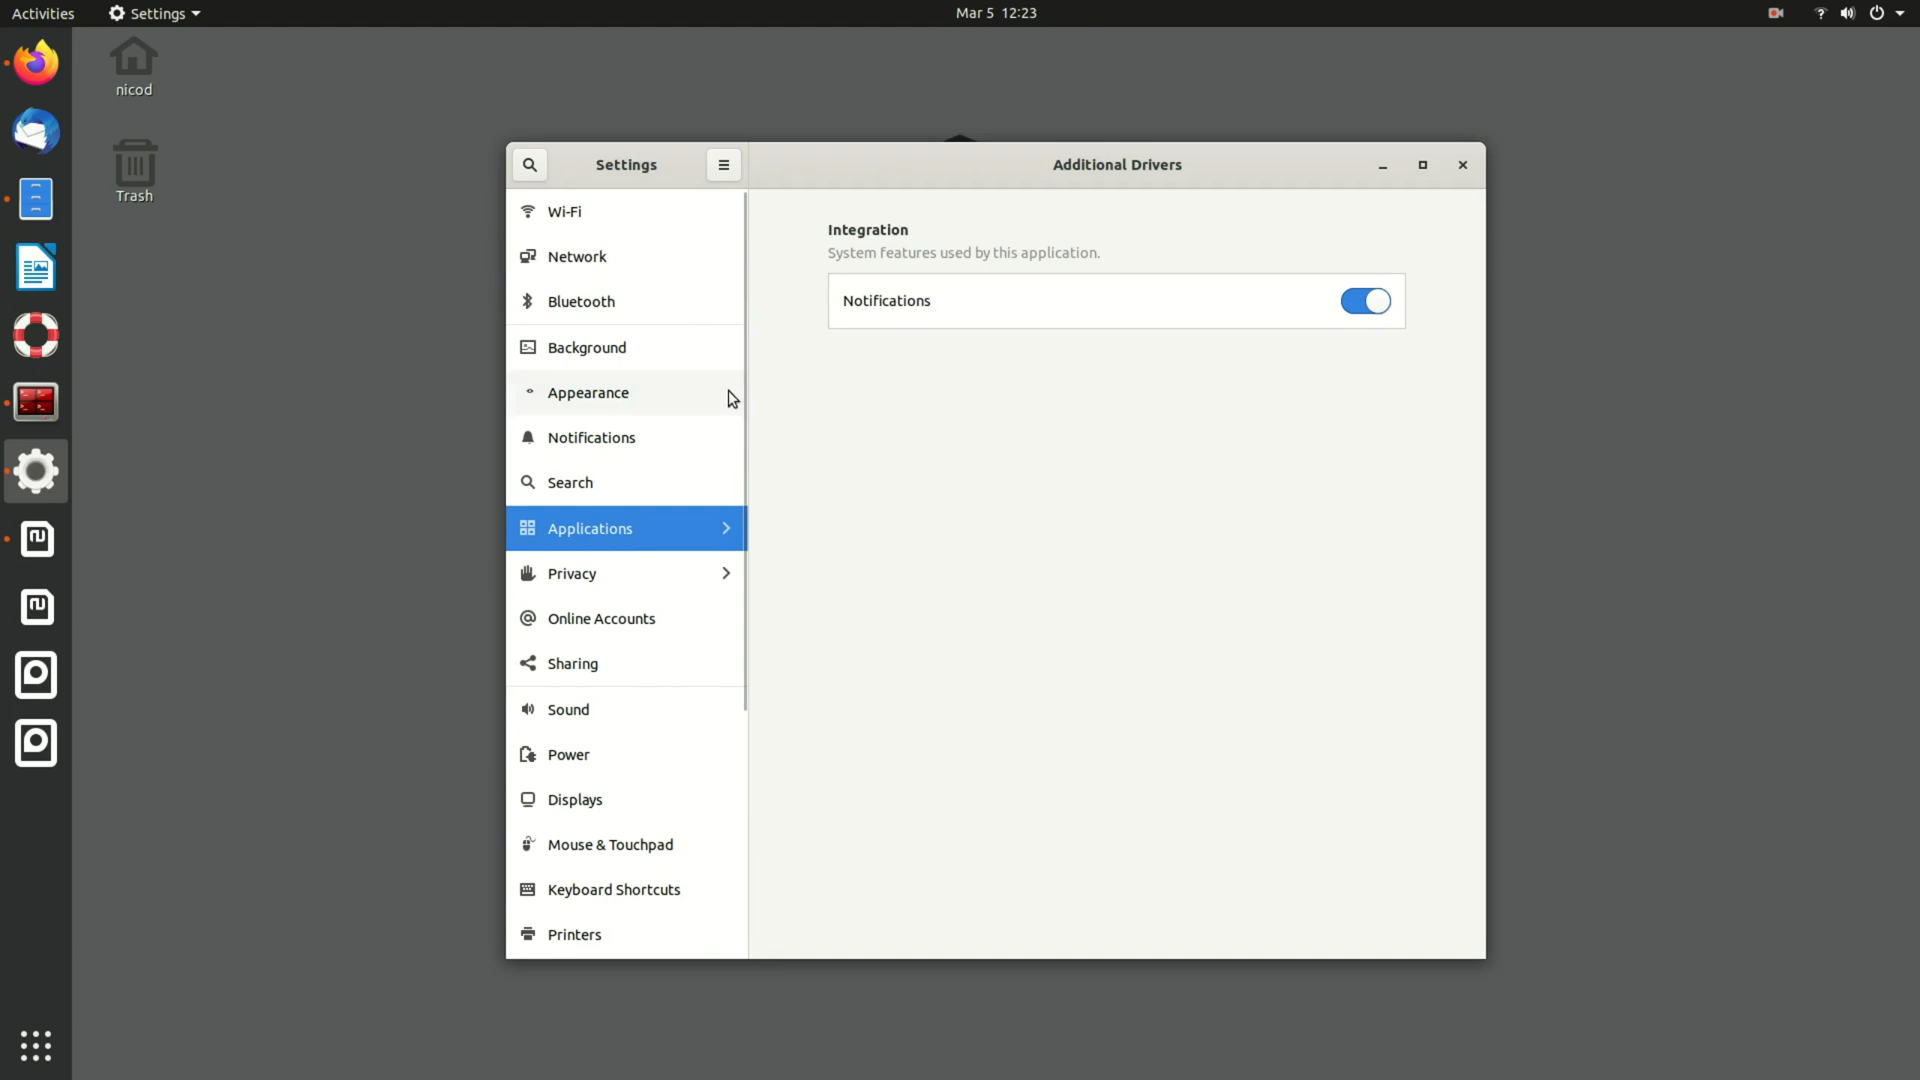 Activities
Settings
Mar 5 12:23
nicod
Trash
Settings
Additional Drivers
Wi-Fi
Network
Bluetooth
Background
Appearance
Notifications
Search
Applications
Privacy
Online Accounts
Sharing
Sound
Power
Displays
Mouse & Touchpad
Keyboard Shortcuts
Printers
Integration
System features used by this application.
Notifications